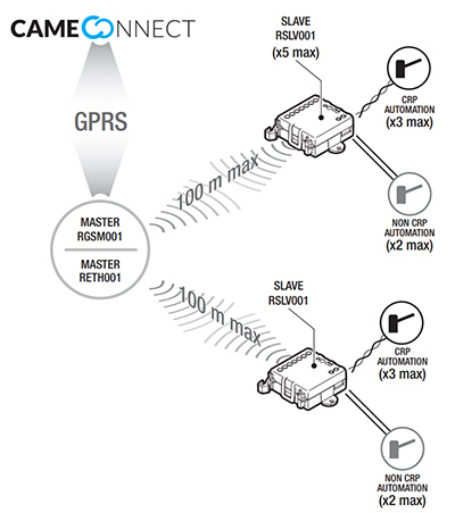 CAMECONNECT
GPRS
MASTER
RGSM001
MASTER
RETH001
100 m max
SLAVE
RSLV001
(x5 max)
CRP
AUTOMATION
(x3 max)
NON CRP
AUTOMATION
(x2 max)
100 m max
SLAVE
RSLV001
CRP
AUTOMATION
(x3 max)
NON CRP
AUTOMATION
(x2 max)